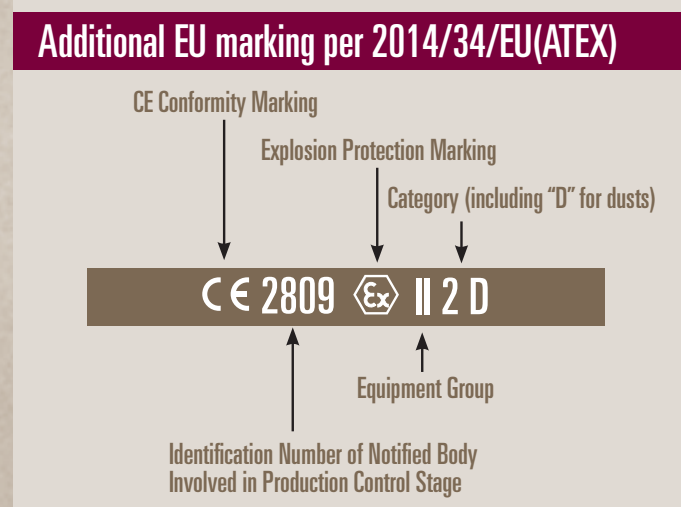 Additional EU marking per 2014/34/EU(ATEX)
CE Conformity Marking
Explosion Protection Marking
Category (including “D” for dusts)
CE 2809 Ex II 2 D
Equipment Group
Identification Number of Notified Body
Involved in Production Control Stage